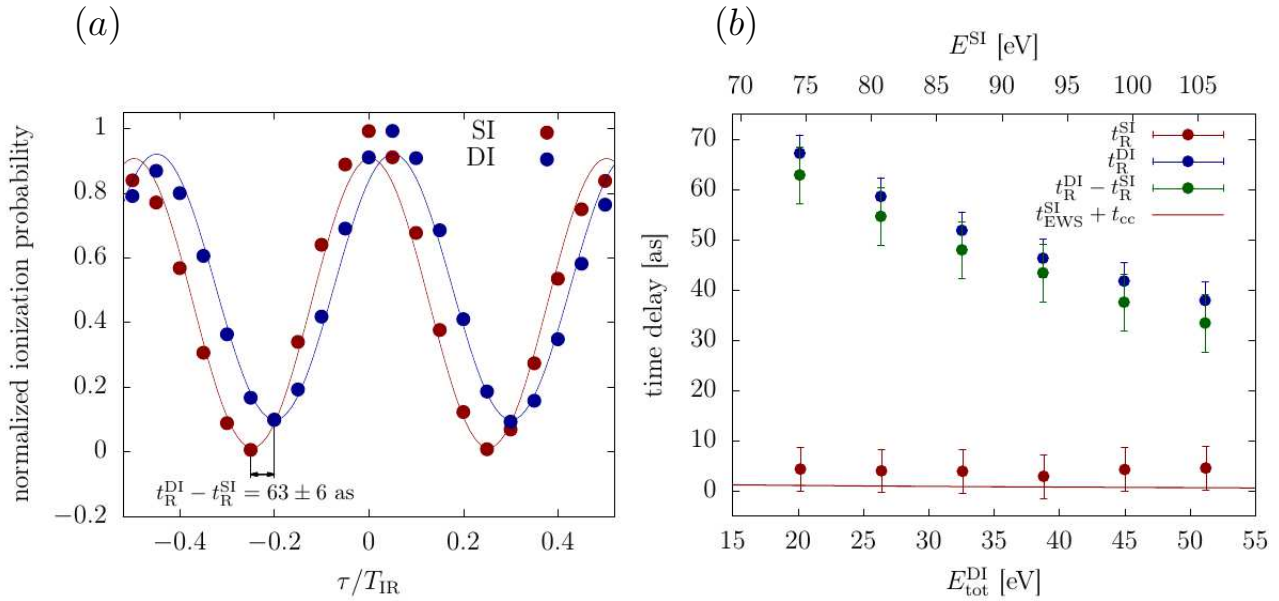 (a)
normalized ionization probability
1
0.8
0.6
0.4
0.2
0
−0.2
SI
DI
t_R^DI − t_R^SI = 63 ± 6 as
−0.4 −0.2 0 0.2 0.4
τ/T_IR
(b)
E^SI [eV]
70 75 80 85 90 95 100 105
time delay [as]
70
60
50
40
30
20
10
0
t_R^SI
t_R^DI
t_R^DI − t_R^SI
t_EWS^SI + t_cc
15 20 25 30 35 40 45 50 55
E_tot^DI [eV]